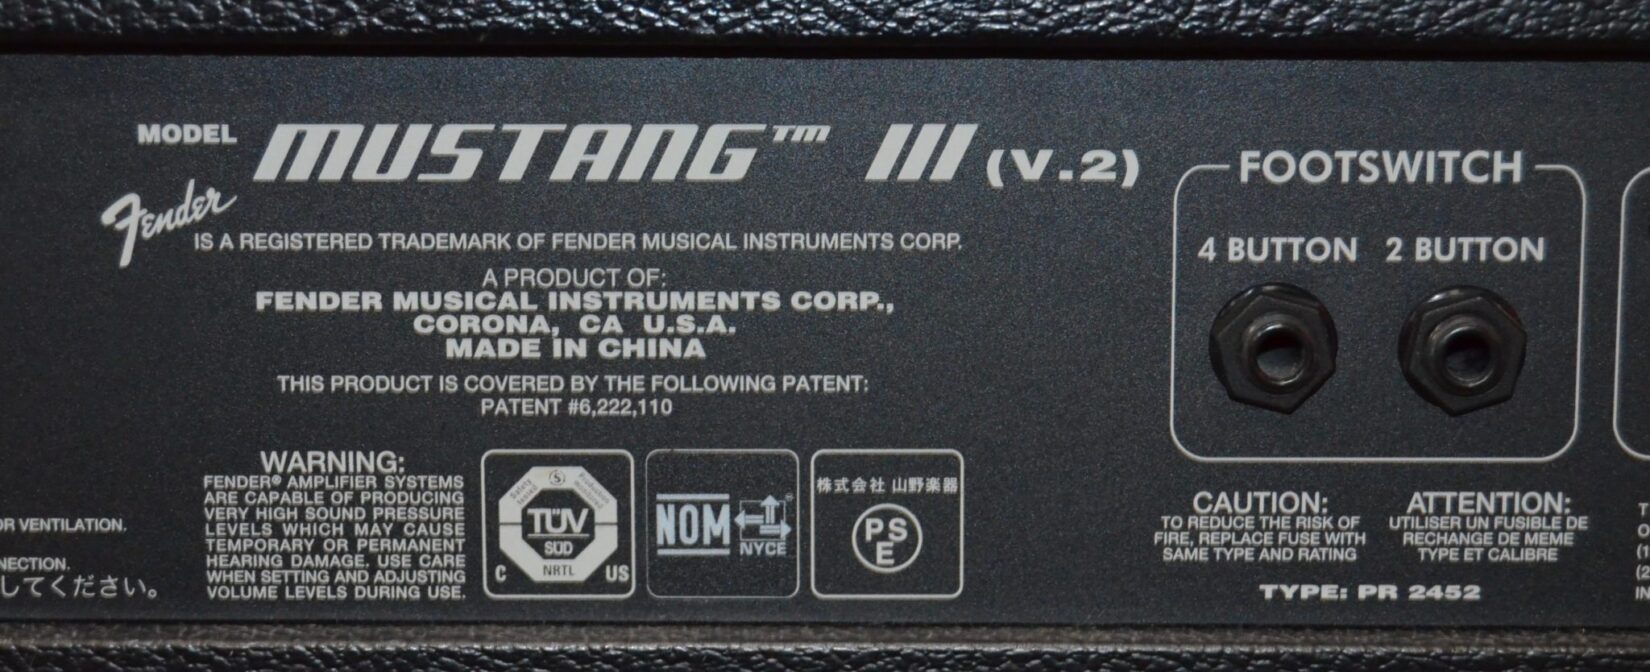 MODEL MUSTANG™ III (V.2)
Fender
IS A REGISTERED TRADEMARK OF FENDER MUSICAL INSTRUMENTS CORP.
A PRODUCT OF:
FENDER MUSICAL INSTRUMENTS CORP.,
CORONA, CA U.S.A.
MADE IN CHINA
THIS PRODUCT IS COVERED BY THE FOLLOWING PATENT:
PATENT #6,222,110
OR VENTILATION.
NECTION.
してください。
WARNING:
FENDER® AMPLIFIER SYSTEMS
ARE CAPABLE OF PRODUCING
VERY HIGH SOUND PRESSURE
LEVELS WHICH MAY CAUSE
TEMPORARY OR PERMANENT
HEARING DAMAGE. USE CARE
WHEN SETTING AND ADJUSTING
VOLUME LEVELS DURING USE.
Safety tested
S
Production monitored
TÜV
SÜD
NRTL
C US
NOM
NYCE
株式会社 山野楽器
PS
E
FOOTSWITCH
4 BUTTON 2 BUTTON
CAUTION:
TO REDUCE THE RISK OF
FIRE, REPLACE FUSE WITH
SAME TYPE AND RATING
ATTENTION:
UTILISER UN FUSIBLE DE
RECHANGE DE MEME
TYPE ET CALIBRE
TYPE: PR 2452